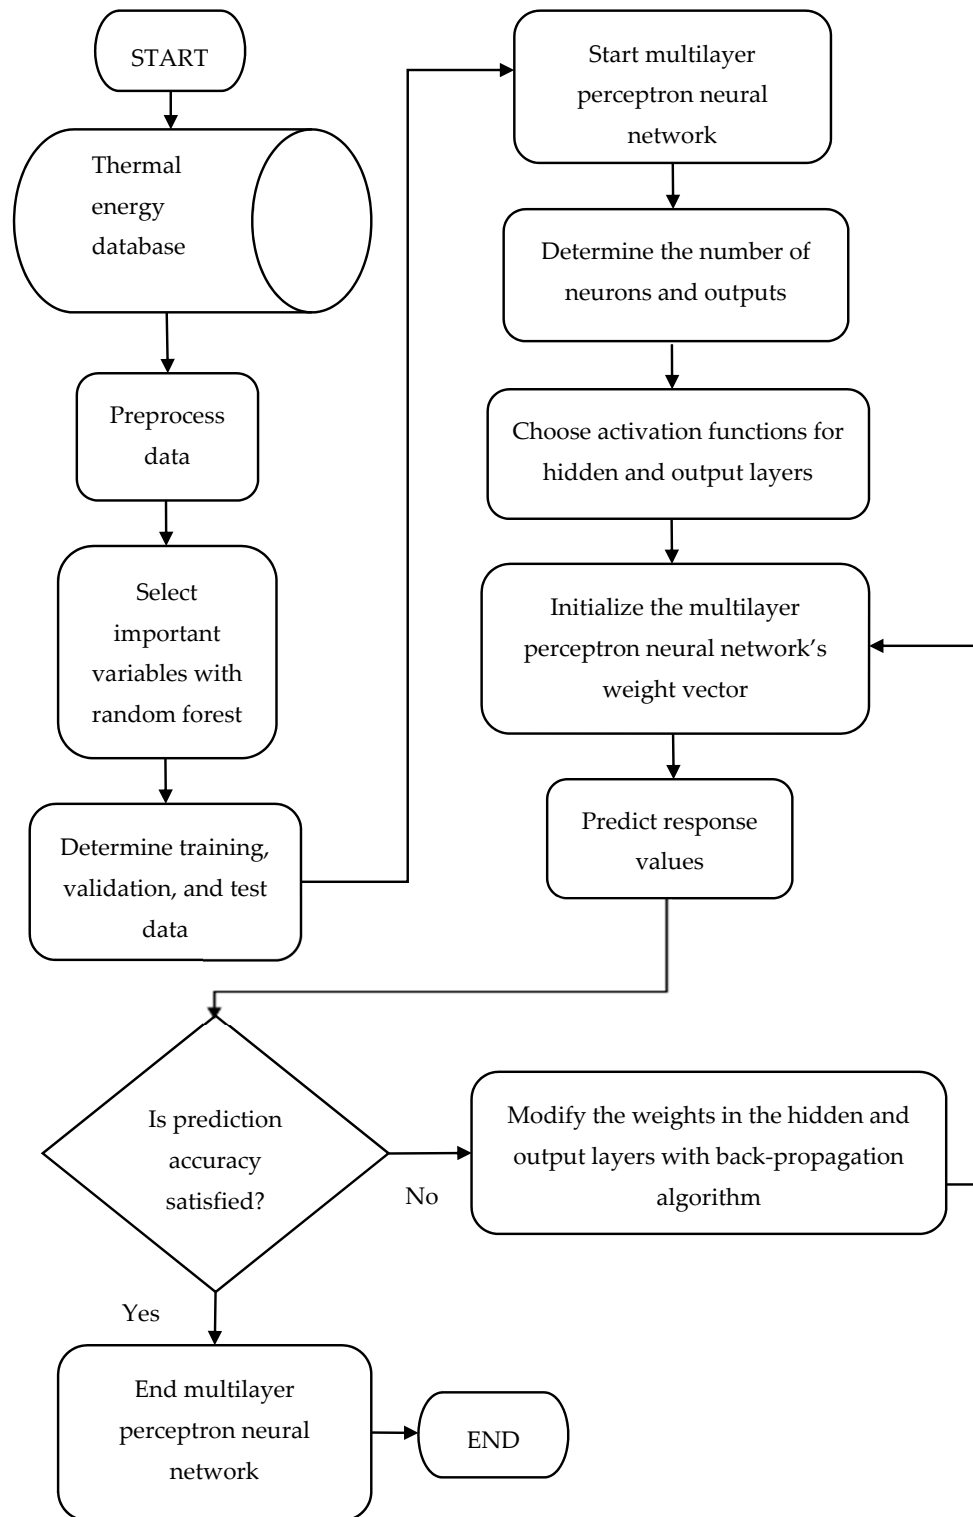 START
Thermal
energy
database
Preprocess
data
Select
important
variables with
random forest
Determine training,
validation, and test
data
Start multilayer
perceptron neural
network
Determine the number of
neurons and outputs
Choose activation functions for
hidden and output layers
Initialize the multilayer
perceptron neural network’s
weight vector
Predict response
values
Is prediction
accuracy
satisfied?
No
Modify the weights in the hidden and
output layers with back-propagation
algorithm
Yes
End multilayer
perceptron neural
network
END